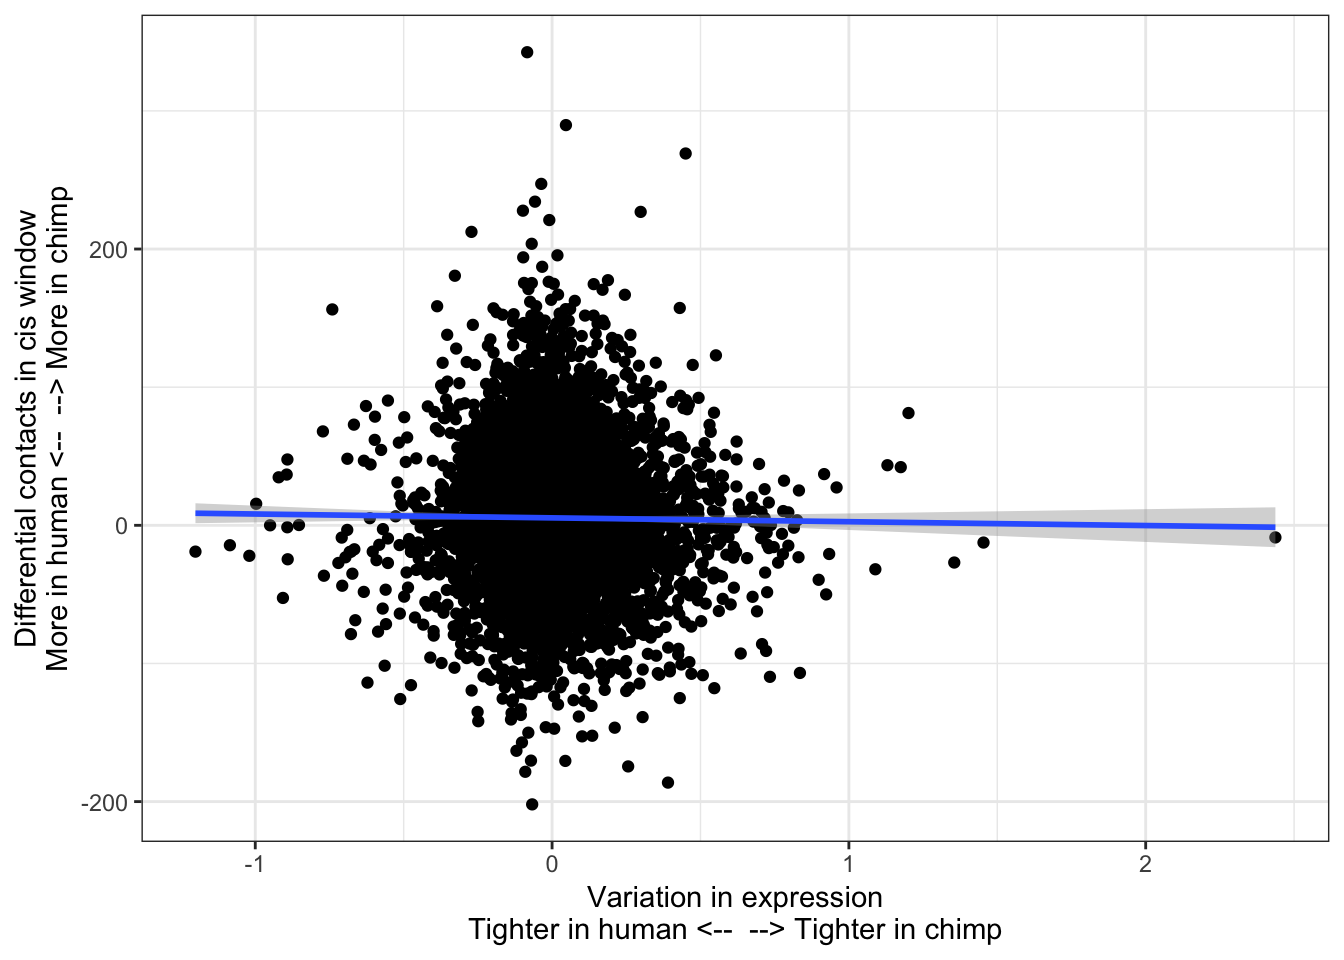 Differential contacts in cis window
More in human <--  --> More in chimp
200
0
-200
-1
0
1
2
Variation in expression
Tighter in human <--  --> Tighter in chimp